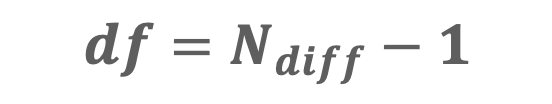 df = N_diff − 1